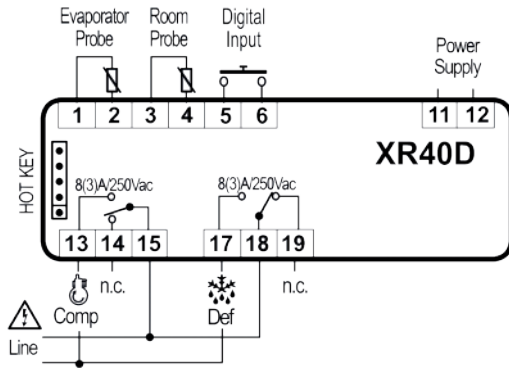 Evaporator Probe
Room Probe
Digital Input
Power Supply
1 2 3 4 5 6 11 12
HOT KEY
XR40D
8(3)A/250Vac 8(3)A/250Vac
13 14 15 17 18 19
n.c. n.c.
Comp Def
Line